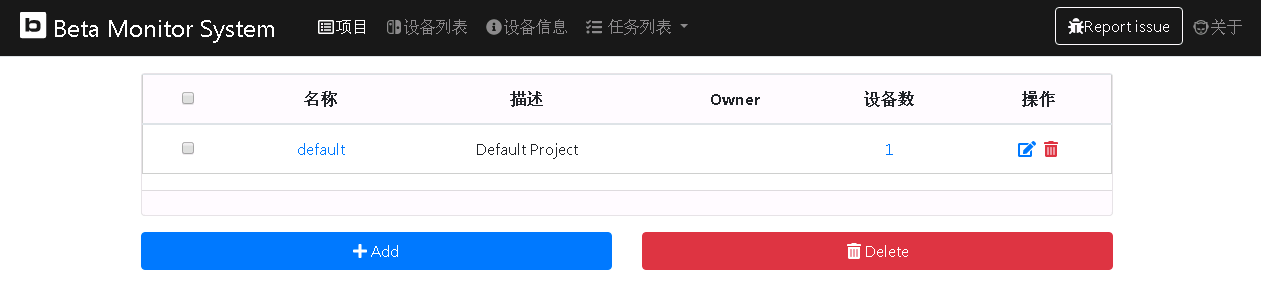 b Beta Monitor System 项目 设备列表 设备信息 任务列表 Report issue 关于
名称 描述 Owner 设备数 操作
default Default Project 1
Add Delete